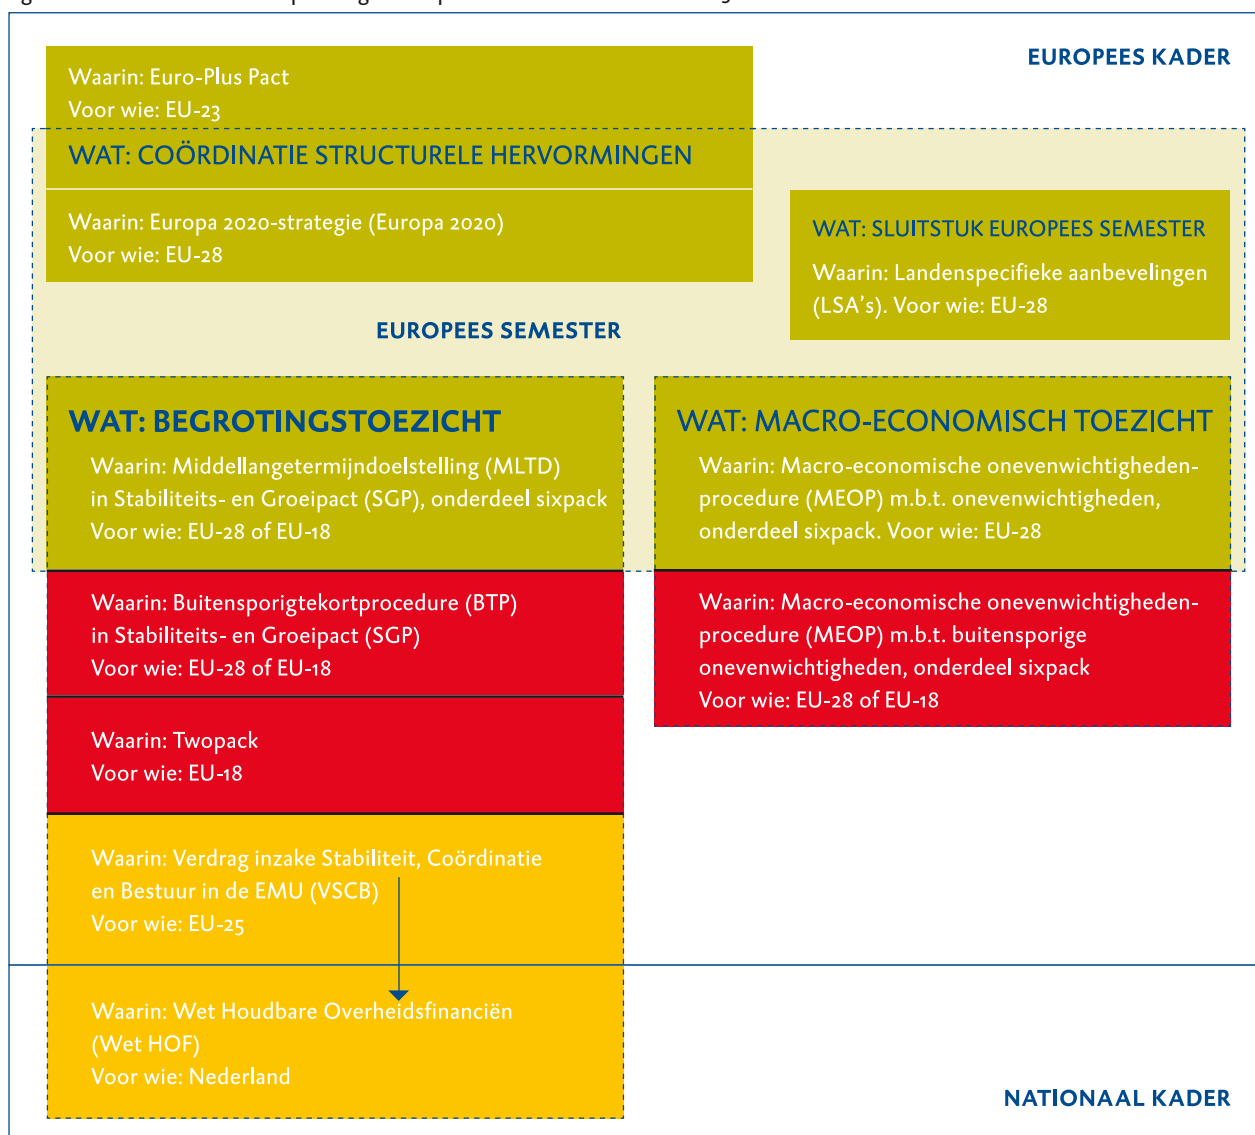 EUROPEES KADER
Waarin: Euro-Plus Pact
Voor wie: EU-23
WAT: COÖRDINATIE STRUCTURELE HERVORMINGEN
Waarin: Europa 2020-strategie (Europa 2020)
Voor wie: EU-28
WAT: SLUITSTUK EUROPEES SEMESTER
Waarin: Landenspecifieke aanbevelingen
(LSA's). Voor wie: EU-28
EUROPEES SEMESTER
WAT: BEGROTINGSTOEZICHT
Waarin: Middellangetermijndoelstelling (MLTD)
in Stabiliteits- en Groeipact (SGP), onderdeel sixpack
Voor wie: EU-28 of EU-18
WAT: MACRO-ECONOMISCH TOEZICHT
Waarin: Macro-economische onevenwichtigheden-
procedure (MEOP) m.b.t. onevenwichtigheden,
onderdeel sixpack. Voor wie: EU-28
Waarin: Buitensporigtekortprocedure (BTP)
in Stabiliteits- en Groeipact (SGP)
Voor wie: EU-28 of EU-18
Waarin: Macro-economische onevenwichtigheden-
procedure (MEOP) m.b.t. buitensporige
onevenwichtigheden, onderdeel sixpack
Voor wie: EU-28 of EU-18
Waarin: Twopack
Voor wie: EU-18
Waarin: Verdrag inzake Stabiliteit, Coördinatie
en Bestuur in de EMU (VSCB)
Voor wie: EU-25
Waarin: Wet Houdbare Overheidsfinanciën
(Wet HOF)
Voor wie: Nederland
NATIONAAL KADER